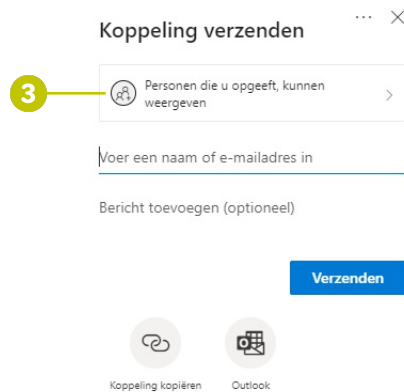 Koppeling verzenden
3
Personen die u opgeeft, kunnen
weergeven
Voer een naam of e-mailadres in
Bericht toevoegen (optioneel)
Verzenden
Koppeling kopiëren
Outlook